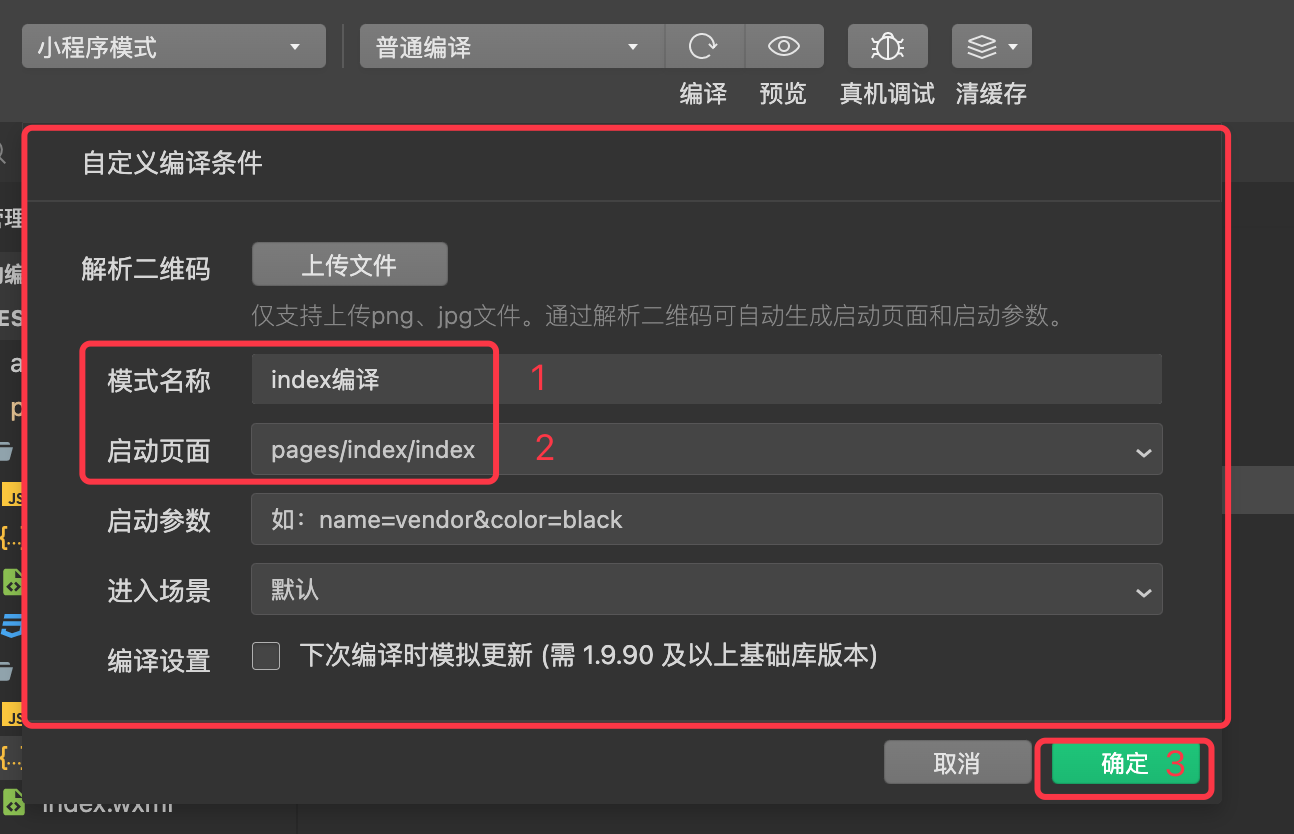 小程序模式
普通编译
编译
预览
真机调试
清缓存
自定义编译条件
管理
编
解析二维码
上传文件
仅支持上传png、jpg文件。通过解析二维码可自动生成启动页面和启动参数。
ES
模式名称
index编译
1
a
p
启动页面
pages/index/index
2
JS
启动参数
如：name=vendor&color=black
{..}
进入场景
默认
编译设置
下次编译时模拟更新 (需 1.9.90 及以上基础库版本)
JS
{..}
取消
确定
3
index.wxml